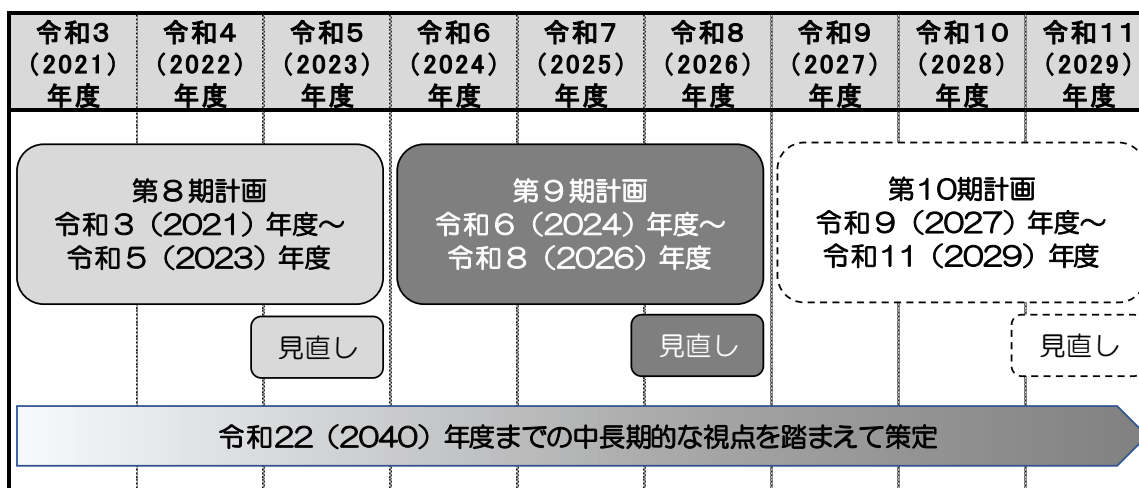 令和3
（2021）
年度
令和4
（2022）
年度
令和5
（2023）
年度
令和6
（2024）
年度
令和7
（2025）
年度
令和8
（2026）
年度
令和9
（2027）
年度
令和10
（2028）
年度
令和11
（2029）
年度
第８期計画
令和３（2021）年度～
令和５（2023）年度
第９期計画
令和６（2024）年度～
令和８（2026）年度
第10期計画
令和９（2027）年度～
令和11（2029）年度
見直し
見直し
見直し
令和22（2040）年度までの中長期的な視点を踏まえて策定